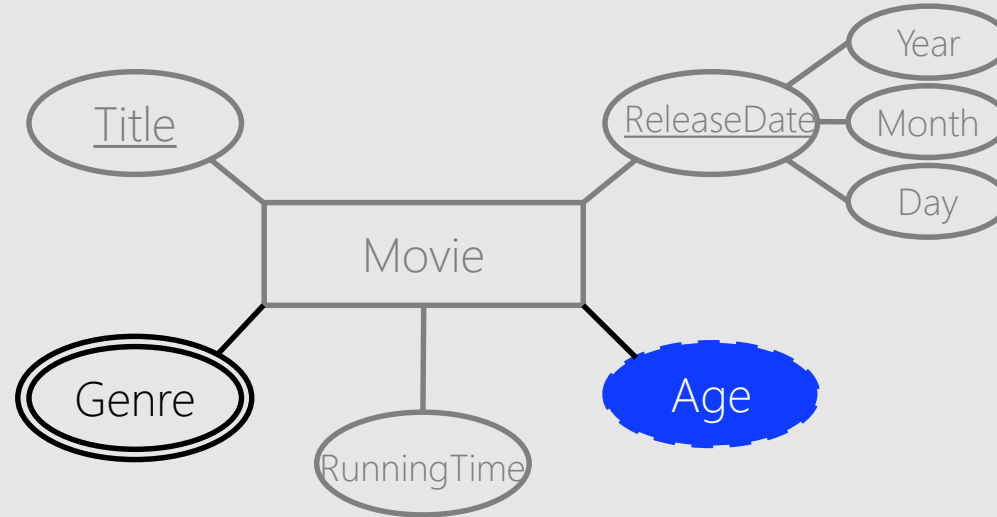 Year
Title
ReleaseDate
Month
Day
Movie
Genre
Age
RunningTime